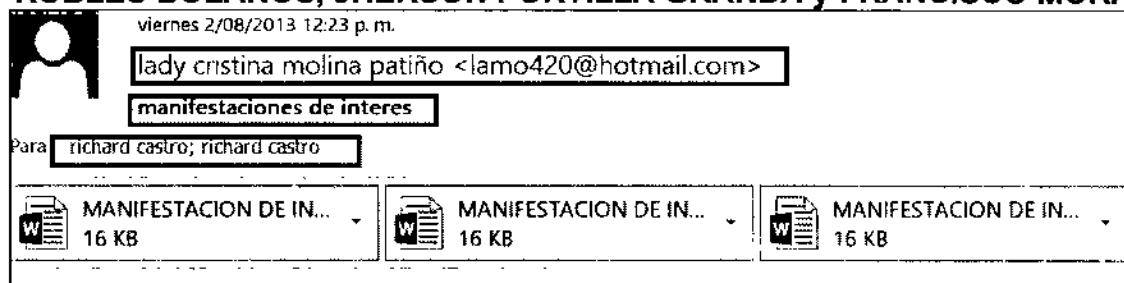 viernes 2/08/2013 12:23 p. m.
lady cristina molina patiño <lamo420@hotmail.com>
manifestaciones de interes
Para richard castro; richard castro
MANIFESTACION DE IN... MANIFESTACION DE IN... MANIFESTACION DE IN...
16 KB 16 KB 16 KB